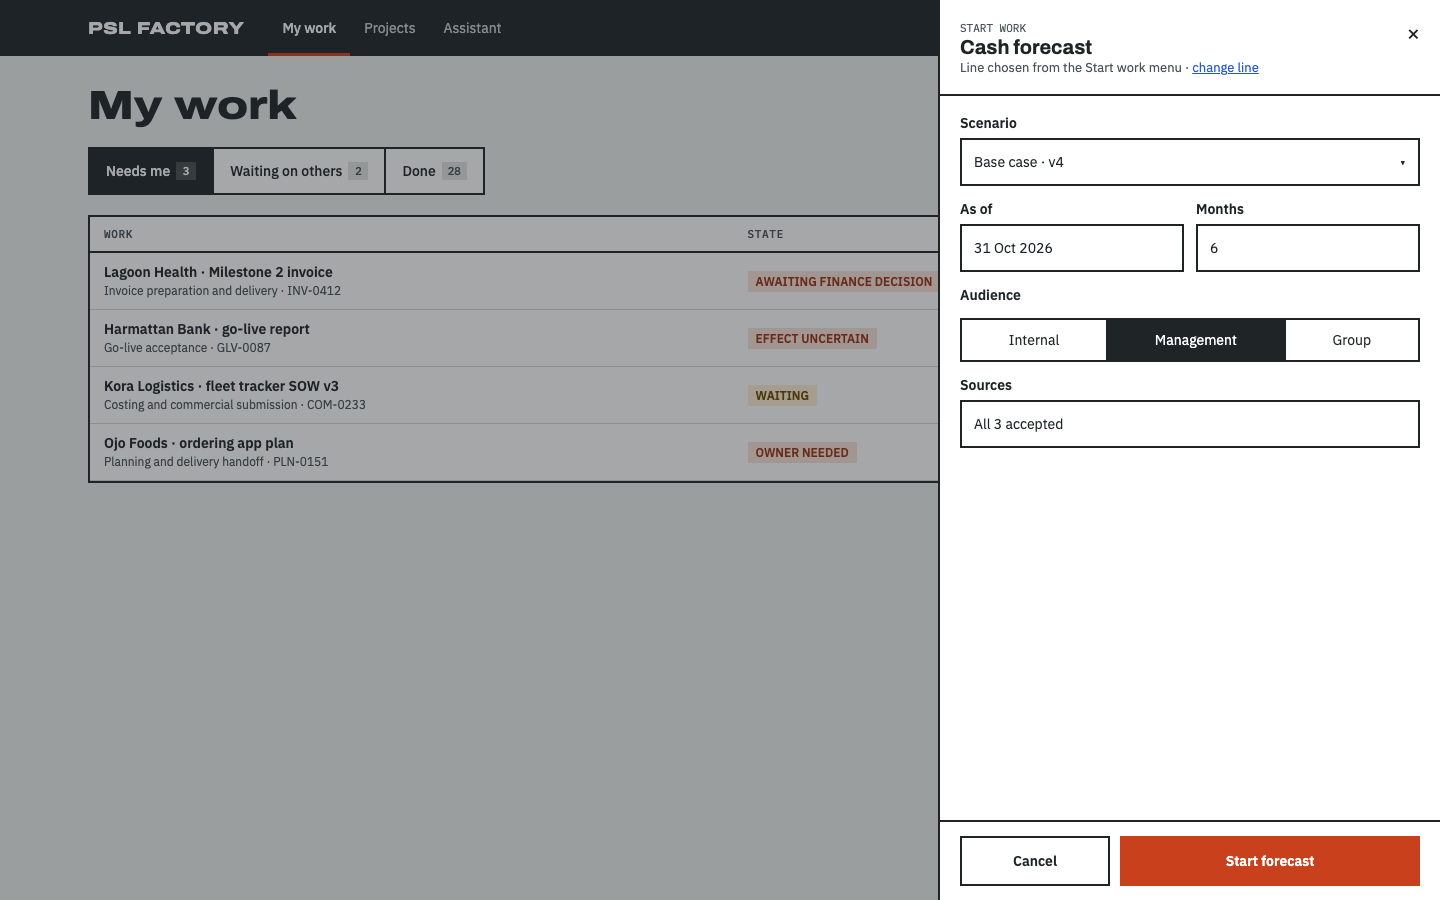 PSL FACTORY
My work
Projects
Assistant
My work
Needs me 3
Waiting on others 2
Done 28
WORK
STATE
Lagoon Health · Milestone 2 invoice
Invoice preparation and delivery · INV-0412
AWAITING FINANCE DECISION
Harmattan Bank · go-live report
Go-live acceptance · GLV-0087
EFFECT UNCERTAIN
Kora Logistics · fleet tracker SOW v3
Costing and commercial submission · COM-0233
WAITING
Ojo Foods · ordering app plan
Planning and delivery handoff · PLN-0151
OWNER NEEDED
START WORK
Cash forecast
Line chosen from the Start work menu · change line
Scenario
Base case · v4
As of
Months
31 Oct 2026
6
Audience
Internal
Management
Group
Sources
All 3 accepted
Cancel
Start forecast